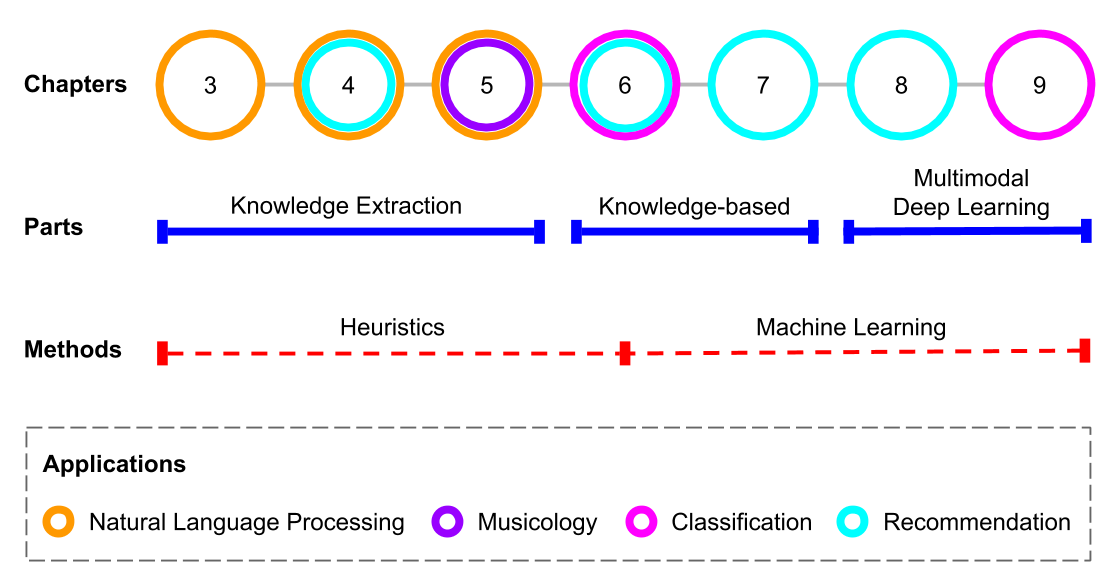 Chapters 3 4 5 6 7 8 9
Multimodal
Parts Knowledge Extraction Knowledge-based Deep Learning
Methods Heuristics Machine Learning
Applications
Natural Language Processing Musicology Classification Recommendation